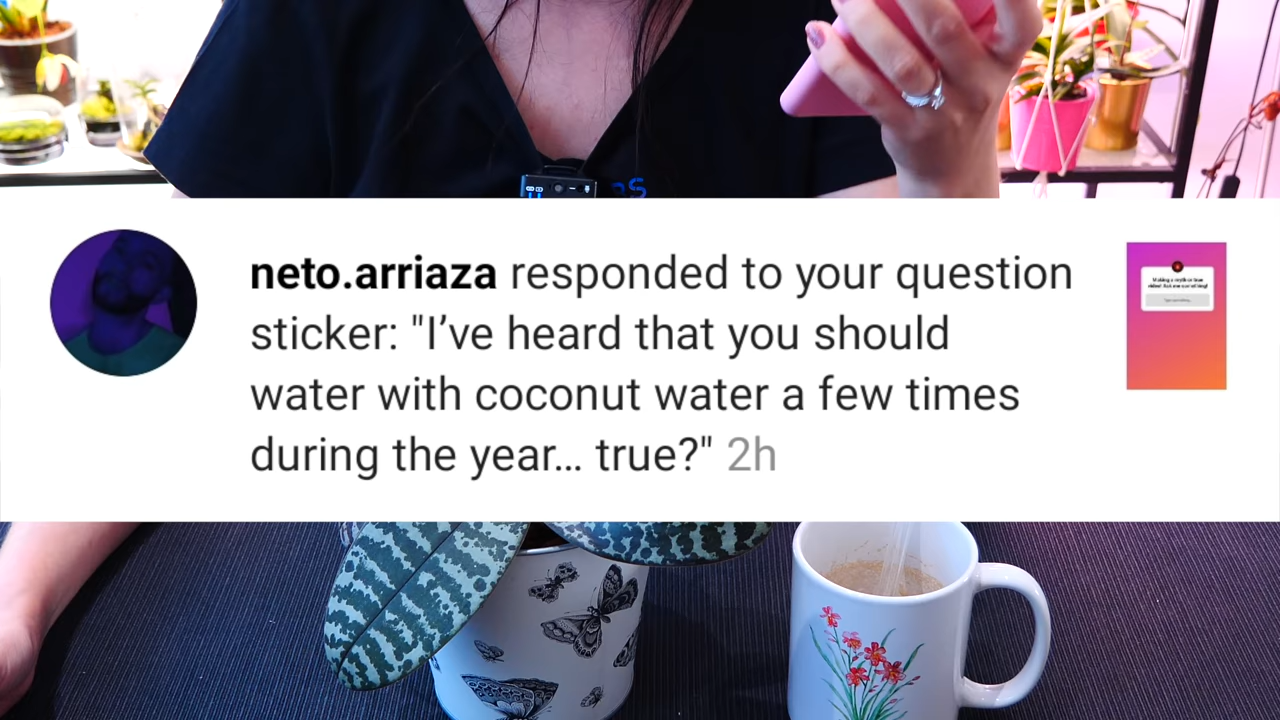 neto.arriaza responded to your question
sticker: "I’ve heard that you should
water with coconut water a few times
during the year... true?" 2h